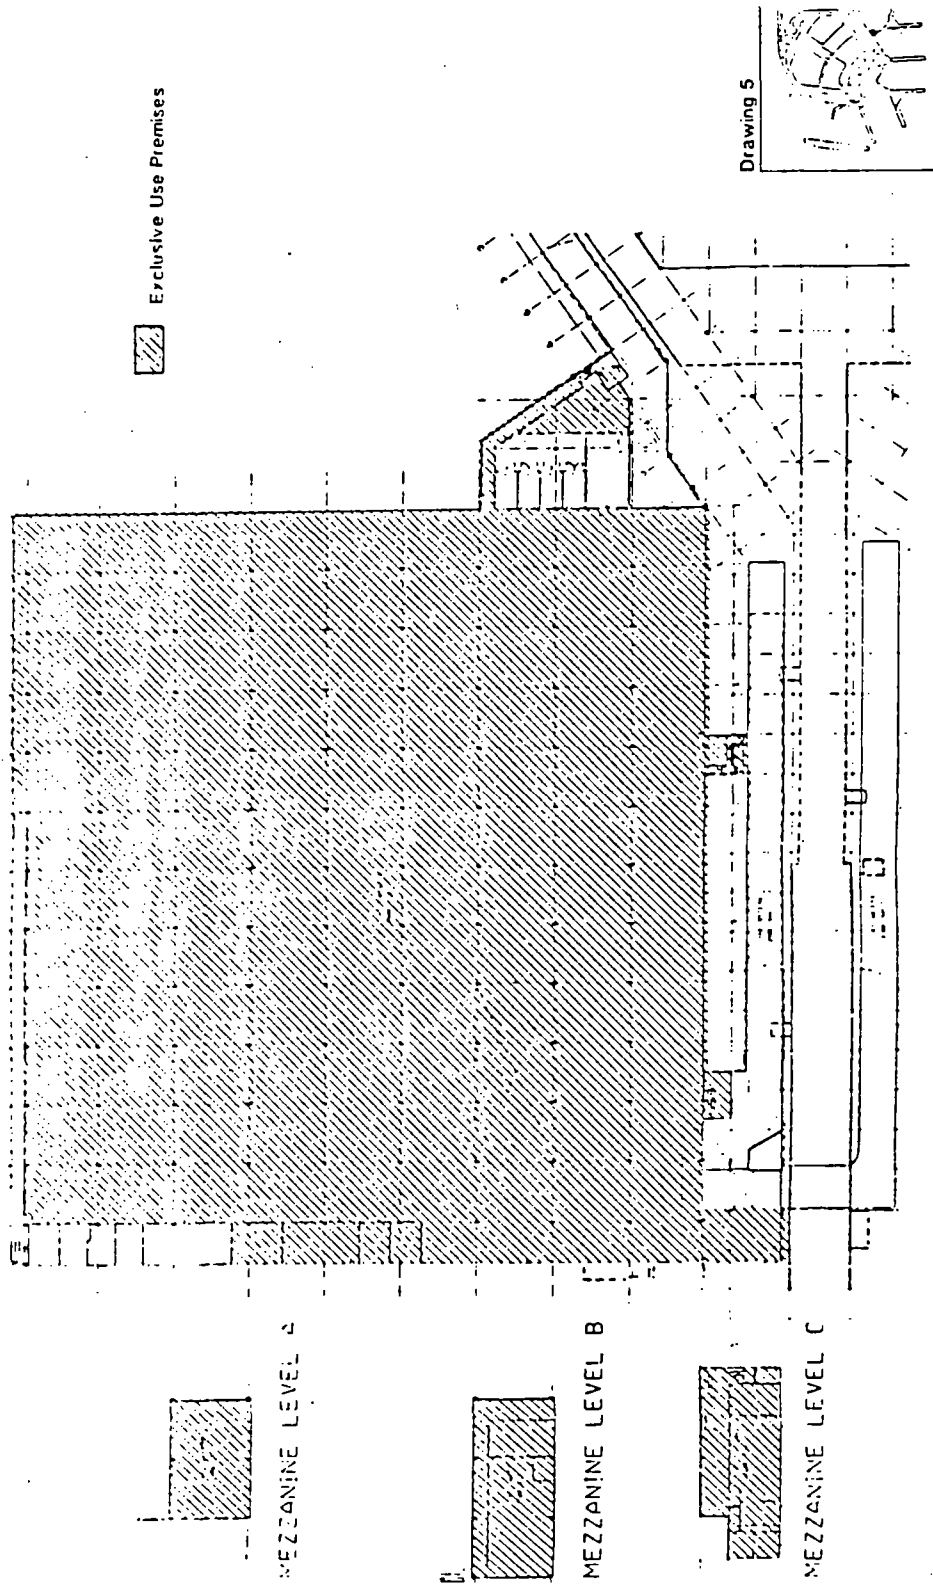 Exclusive Use Premises
Drawing 5
MEZZANINE LEVEL A
MEZZANINE LEVEL B
MEZZANINE LEVEL C